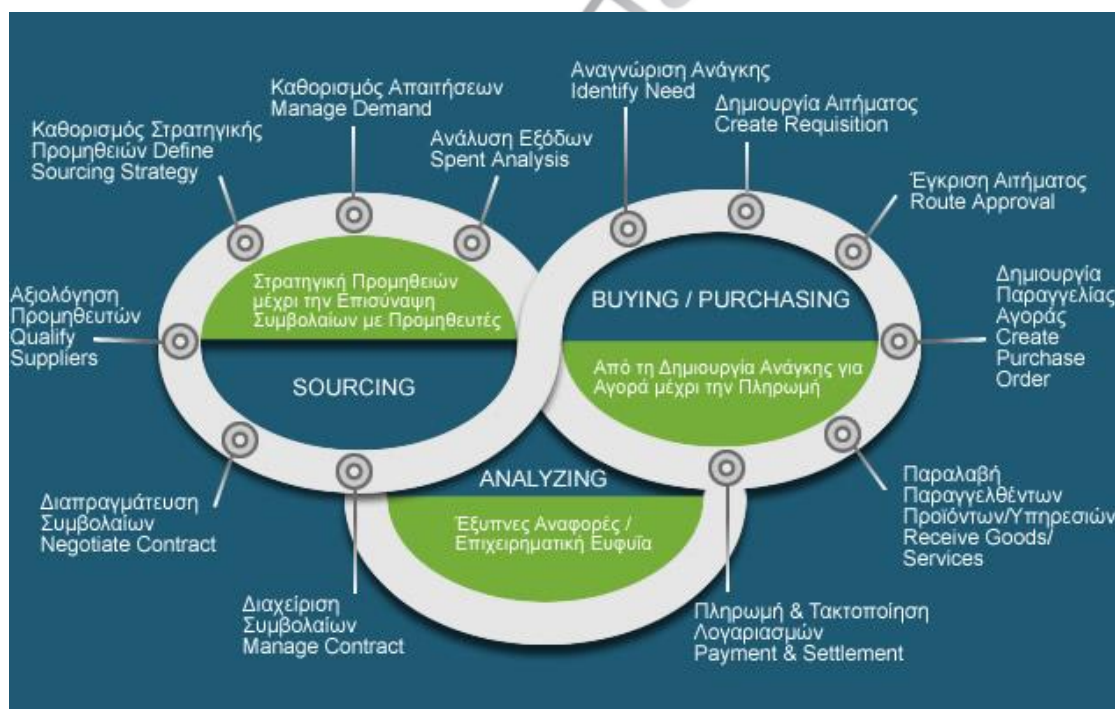 Αναγνώριση Ανάγκης
Identify Need
Καθορισμός Απαιτήσεων
Manage Demand
Δημιουργία Αιτήματος
Create Requisition
Καθορισμός Στρατηγικής
Προμηθειών Define
Sourcing Strategy
Ανάλυση Εξόδων
Spent Analysis
Έγκριση Αιτήματος
Route Approval
Αξιολόγηση
Προμηθευτών
Qualify
Suppliers
Στρατηγική Προμηθειών
μέχρι την Επισύναψη
Συμβολαίων με Προμηθευτές
SOURCING
BUYING / PURCHASING
Από τη Δημιουργία Ανάγκης για
Αγορά μέχρι την Πληρωμή
Δημιουργία
Παραγγελίας
Αγοράς
Create
Purchase
Order
ANALYZING
Έξυπνες Αναφορές /
Επιχειρηματική Ευφυΐα
Διαπραγμάτευση
Συμβολαίων
Negotiate Contract
Παραλαβή
Παραγγελθέντων
Προϊόντων/Υπηρεσιών
Receive Goods/
Services
Διαχείριση
Συμβολαίων
Manage Contract
Πληρωμή & Τακτοποίηση
Λογαριασμών
Payment & Settlement